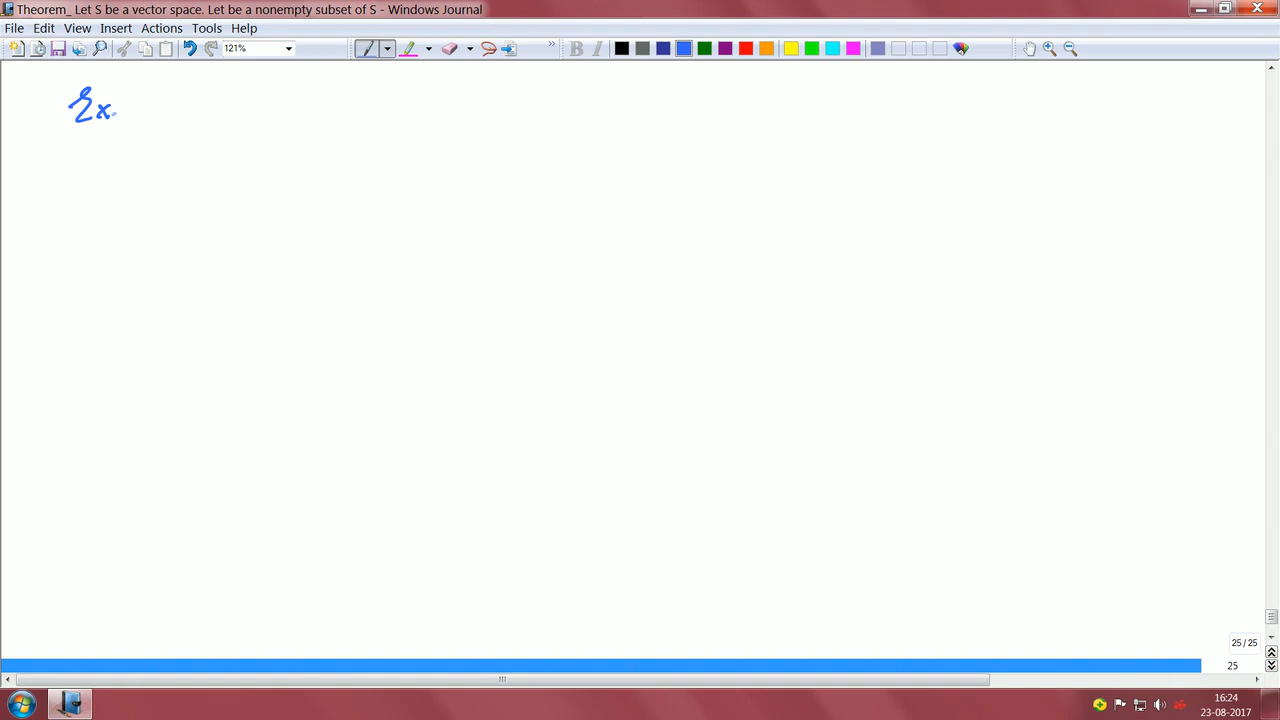 Theorem_ Let S be a vector space. Let be a nonempty subset of S - Windows Journal
File Edit View Insert Actions Tools Help
121% » B I
Ex.
25 / 25
25
16:24
23-08-2017